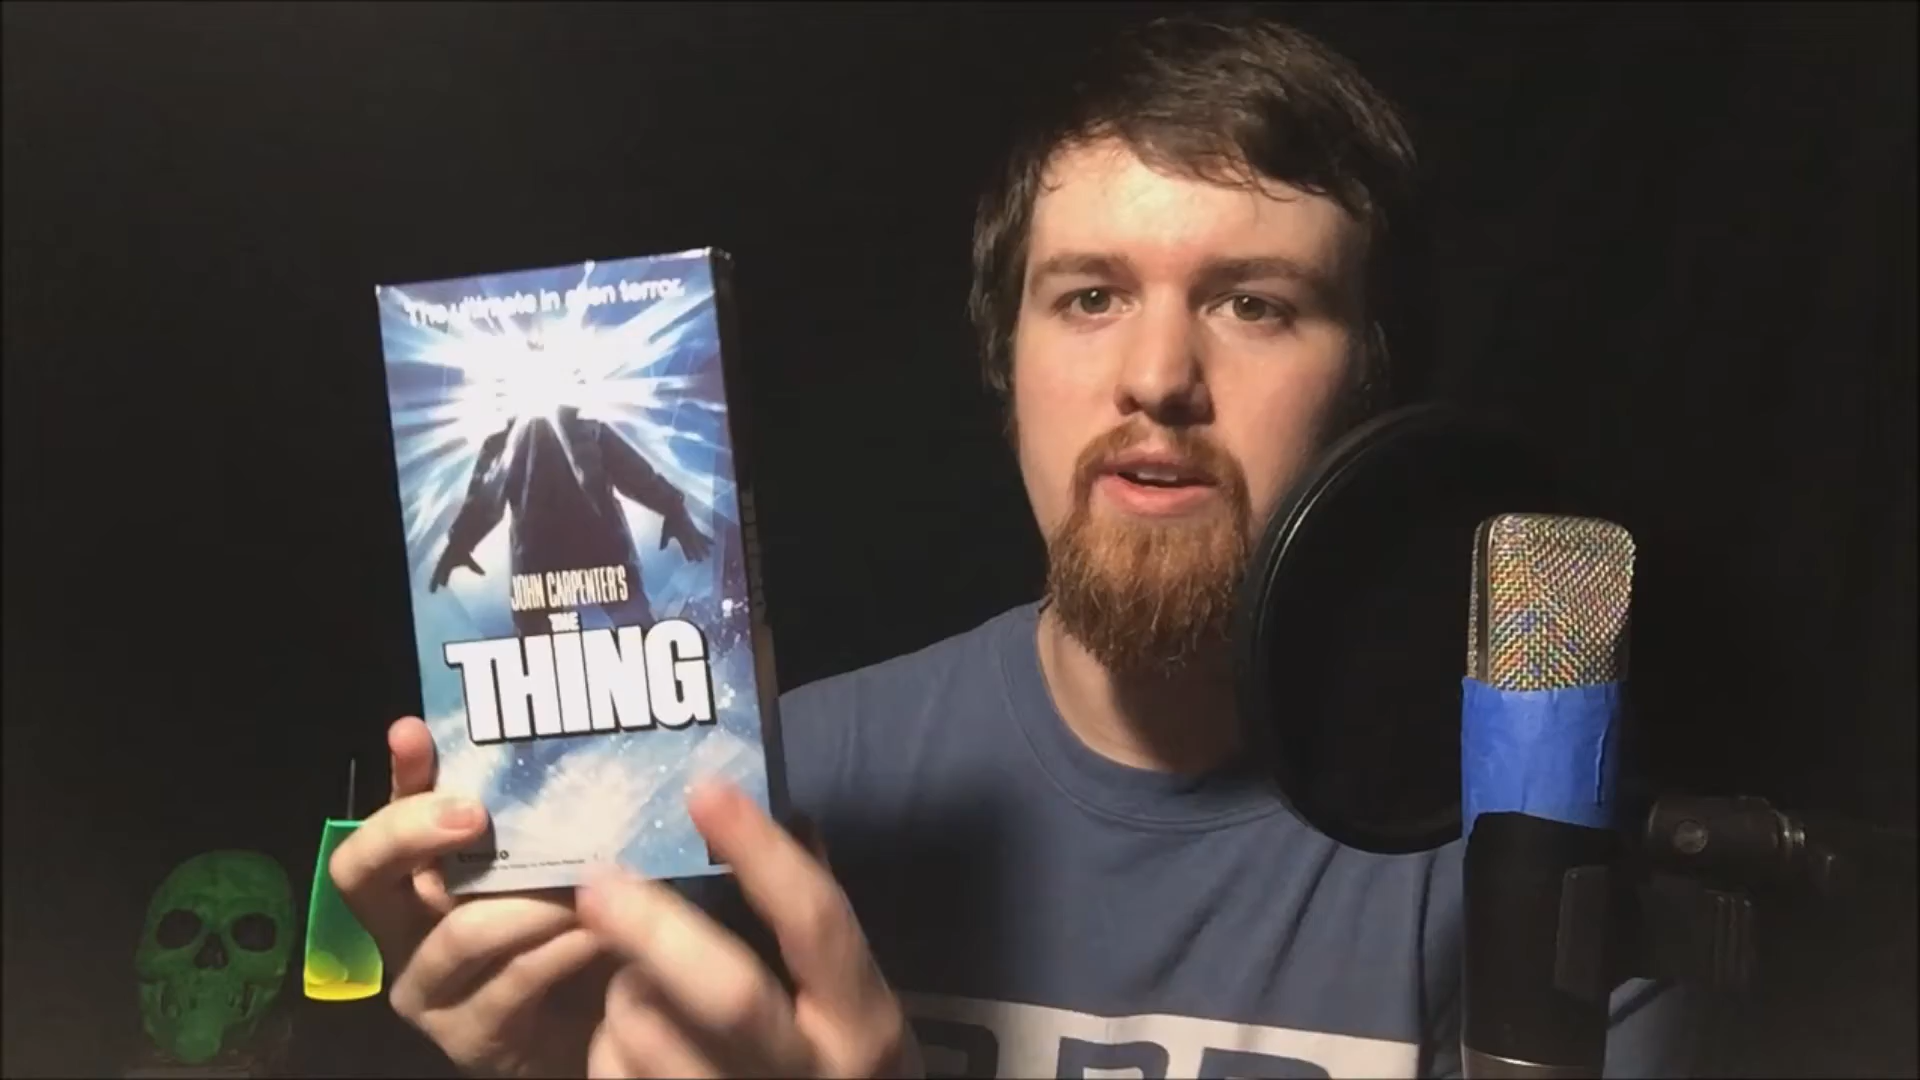 The ultimate in alien terror.
JOHN CARPENTER'S
THE
THING